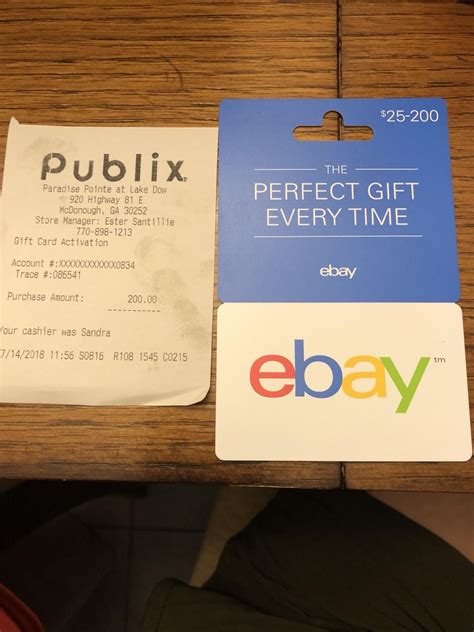 Publix.
Paradise Pointe at Lake Dow
920 Highway 81 E
McDonough, GA 30252
Store Manager: Ester Santillie
770-898-1213
Gift Card Activation
Account #:XXXXXXXXXXXX0834
Trace #:086541
Purchase Amount: 200.00
Your cashier was Sandra
7/14/2018 11:56 S0816 R108 1545 C0215
$25-200
THE
PERFECT GIFT
EVERY TIME
ebay
ebay™